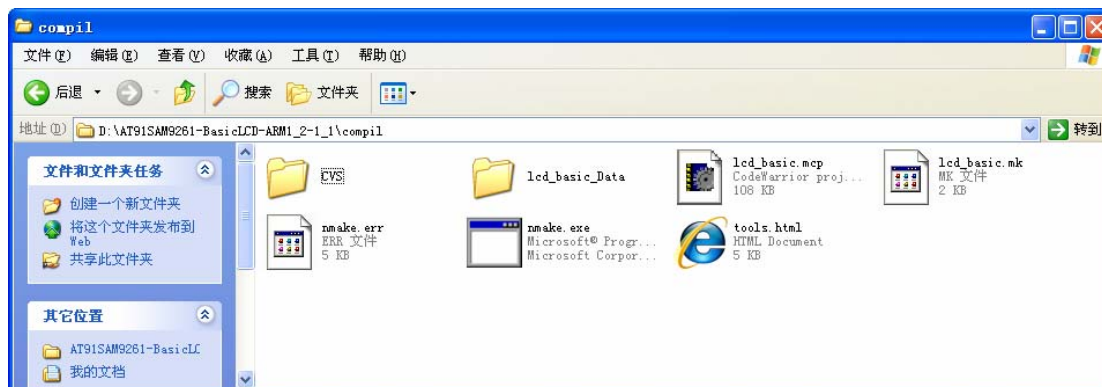 compil
文件(F) 编辑(E) 查看(V) 收藏(A) 工具(T) 帮助(H)
后退 搜索 文件夹
地址(D) D:\AT91SAM9261-BasicLCD-ARM1_2-1_1\compil 转到
文件和文件夹任务
创建一个新文件夹
将这个文件夹发布到
Web
共享此文件夹
其它位置
AT91SAM9261-BasicLC
我的文档
CVS
lcd_basic_Data
lcd_basic.mcp
CodeWarrior proj...
108 KB
lcd_basic.mk
MK 文件
2 KB
nmake.err
ERR 文件
5 KB
nmake.exe
Microsoft® Progr...
Microsoft Corpor...
tools.html
HTML Document
5 KB